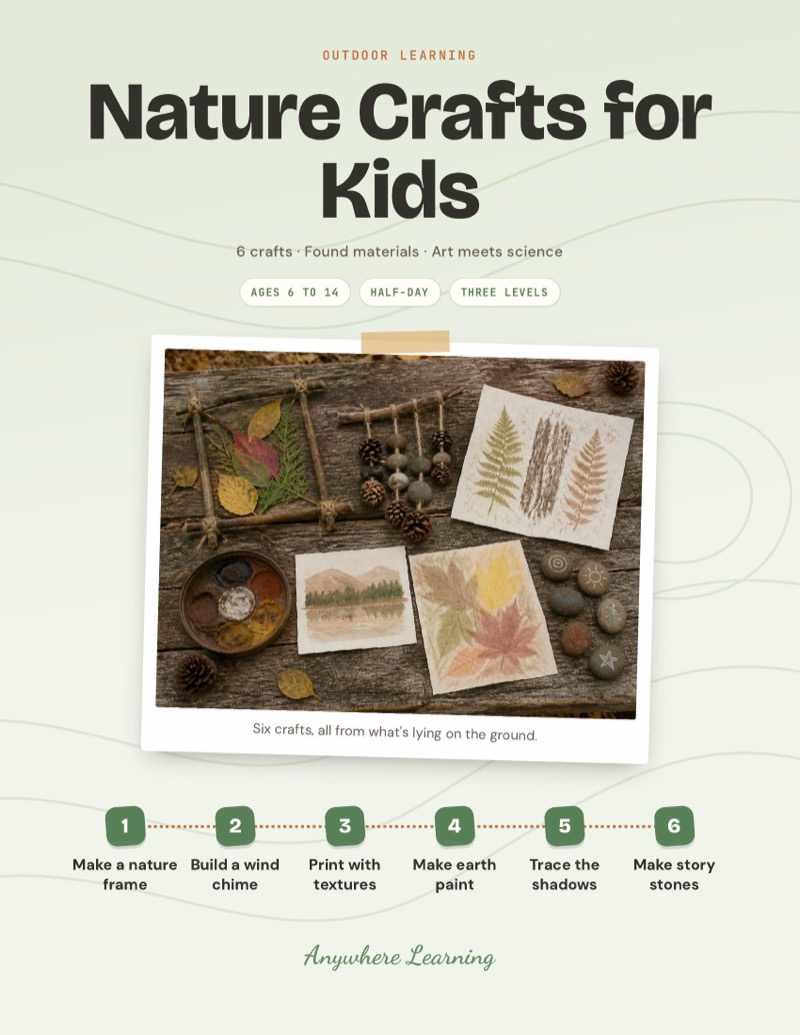 OUTDOOR LEARNING
Nature Crafts for
Kids
6 crafts · Found materials · Art meets science
AGES 6 TO 14
HALF-DAY
THREE LEVELS
Six crafts, all from what's lying on the ground.
1
Make a nature
frame
2
Build a wind
chime
3
Print with
textures
4
Make earth
paint
5
Trace the
shadows
6
Make story
stones
Anywhere Learning